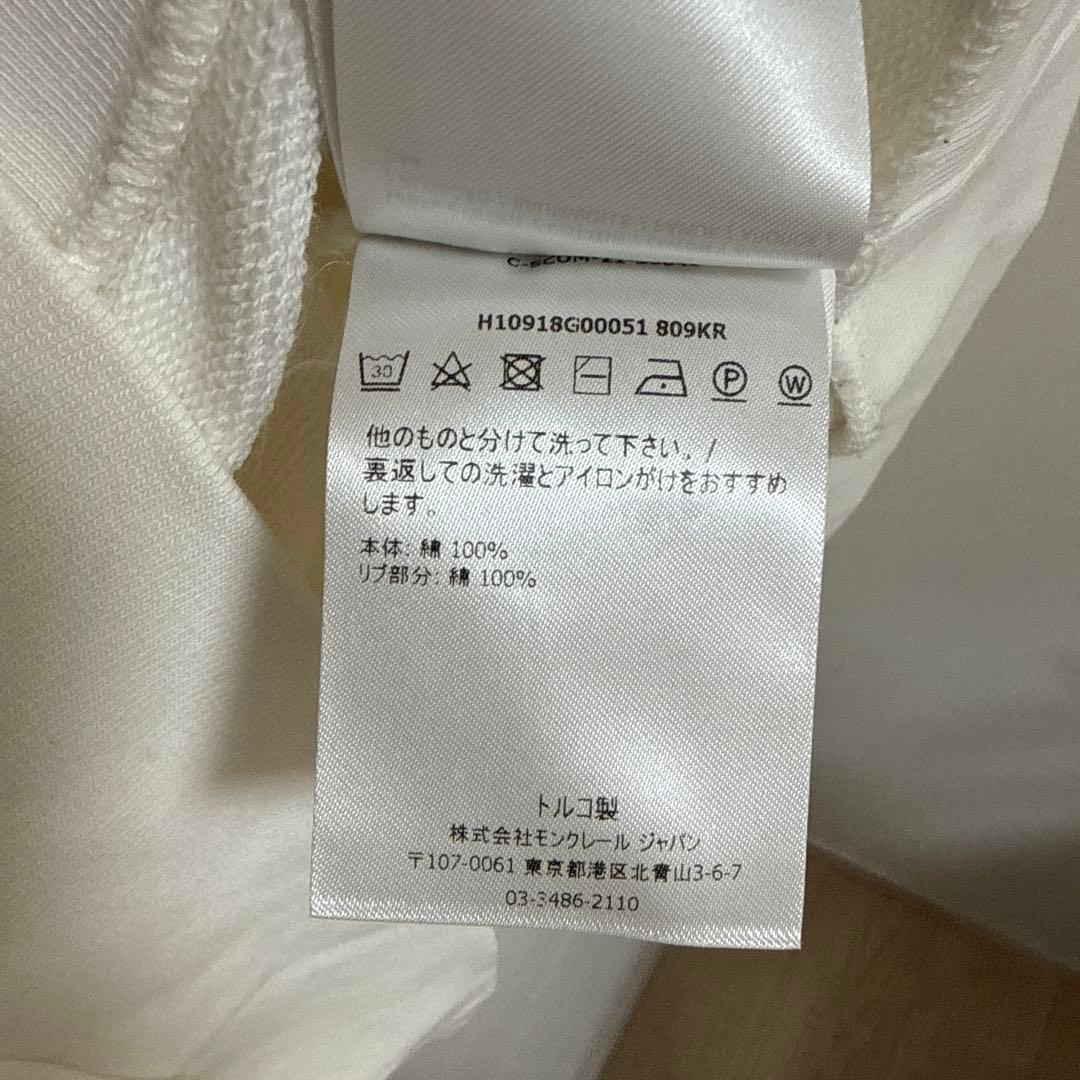 H10918G00051 809KR
30
P
W
他のものと分けて洗って下さい。/
裏返しての洗濯とアイロンがけをおすすめ
します。
本体: 綿 100%
リブ部分: 綿 100%
トルコ製
株式会社モンクレール ジャパン
〒107-0061 東京都港区北青山3-6-7
03-3486-2110